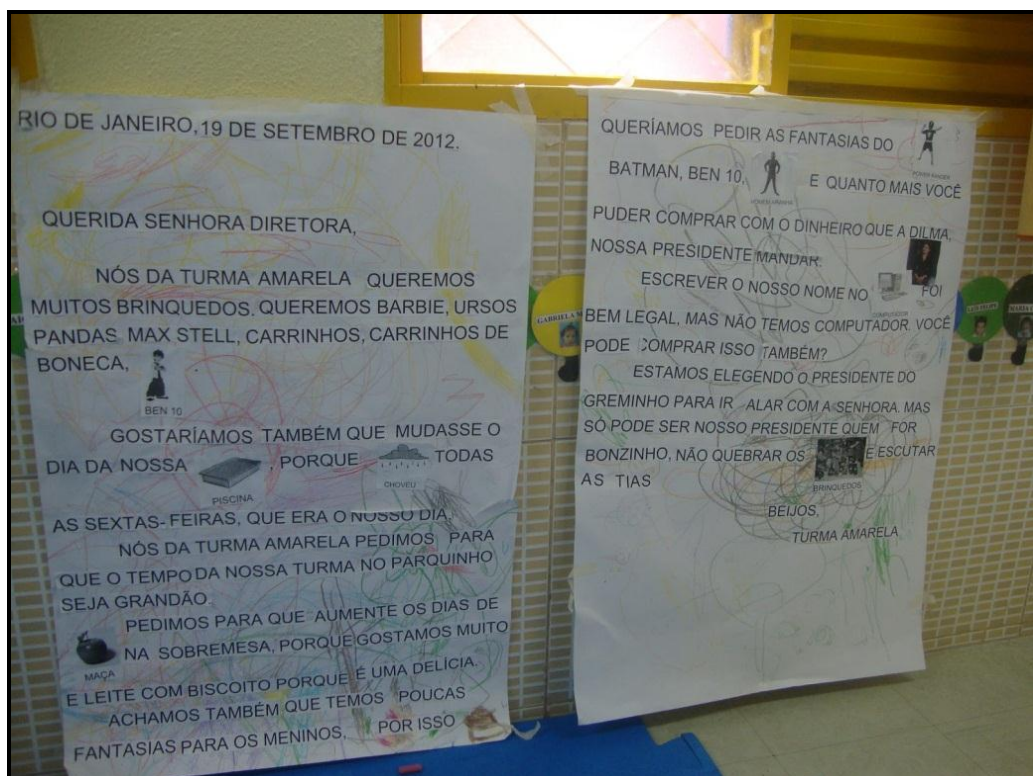 RIO DE JANEIRO,19 DE SETEMBRO DE 2012.
QUERIDA SENHORA DIRETORA,
NÓS DA TURMA AMARELA QUEREMOS
MUITOS BRINQUEDOS. QUEREMOS BARBIE, URSOS
PANDAS MAX STELL, CARRINHOS, CARRINHOS DE
BONECA,
BEN 10
GOSTARÍAMOS TAMBÉM QUE MUDASSE O
DIA DA NOSSA , PORQUE TODAS
PISCINA CHOVEU
AS SEXTAS-FEIRAS, QUE ERA O NOSSO DIA.
NÓS DA TURMA AMARELA PEDIMOS PARA
QUE O TEMPO DA NOSSA TURMA NO PARQUINHO
SEJA GRANDÃO.
PEDIMOS PARA QUE AUMENTE OS DIAS DE
NA SOBREMESA, PORQUE GOSTAMOS MUITO
MAÇA
E LEITE COM BISCOITO PORQUE É UMA DELÍCIA.
ACHAMOS TAMBÉM QUE TEMOS POUCAS
FANTASIAS PARA OS MENINOS, POR ISSO
QUERÍAMOS PEDIR AS FANTASIAS DO
POWER RANGER
BATMAN, BEN 10, E QUANTO MAIS VOCÊ
HOMEM ARANHA
PUDER COMPRAR COM O DINHEIRO QUE A DILMA,
NOSSA PRESIDENTE MANDAR.
ESCREVER O NOSSO NOME NO FOI
COMPUTADOR
BEM LEGAL, MAS NÃO TEMOS COMPUTADOR. VOCÊ
PODE COMPRAR ISSO TAMBÉM?
ESTAMOS ELEGENDO O PRESIDENTE DO
GREMINHO PARA IR ALAR COM A SENHORA. MAS
SÓ PODE SER NOSSO PRESIDENTE QUEM FOR
BONZINHO, NÃO QUEBRAR OS E ESCUTAR
BRINQUEDOS
AS TIAS
BEIJOS,
TURMA AMARELA
GABRIELA